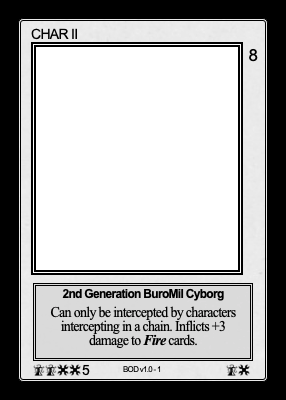 CHAR II
8
2nd Generation BuroMil Cyborg
Can only be intercepted by characters
intercepting in a chain. Inflicts +3
damage to Fire cards.
5
BOD v1.0 - 1